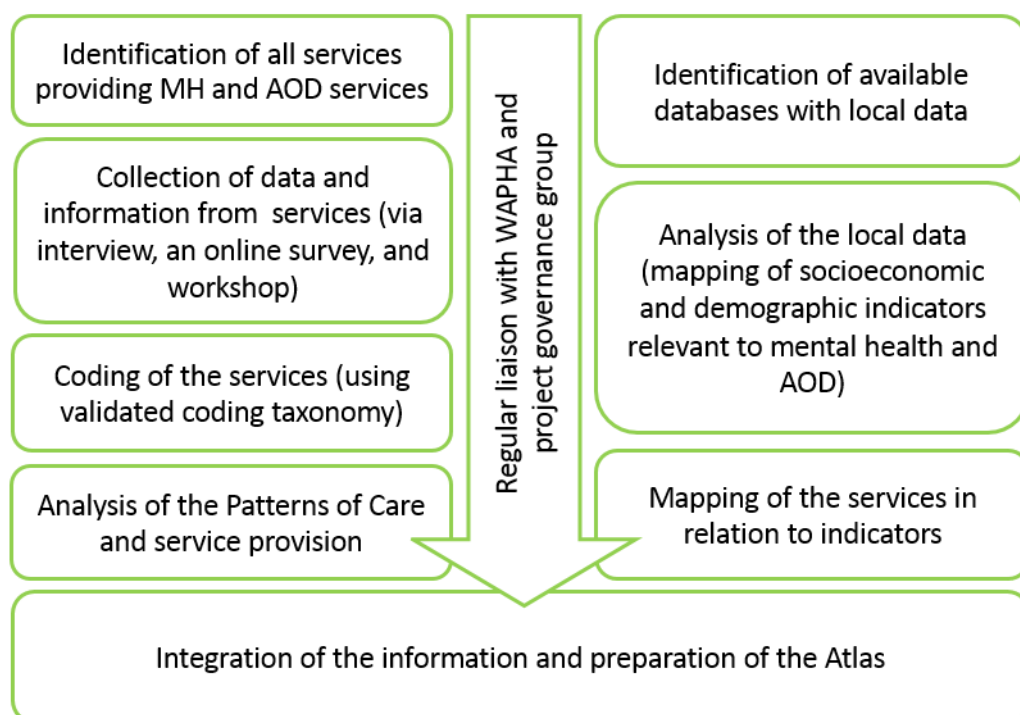 Identification of all services
providing MH and AOD services
Collection of data and
information from services (via
interview, an online survey, and
workshop)
Coding of the services (using
validated coding taxonomy)
Analysis of the Patterns of Care
and service provision
Regular liaison with WAPHA and
project governance group
Identification of available
databases with local data
Analysis of the local data
(mapping of socioeconomic
and demographic indicators
relevant to mental health and
AOD)
Mapping of the services in
relation to indicators
Integration of the information and preparation of the Atlas